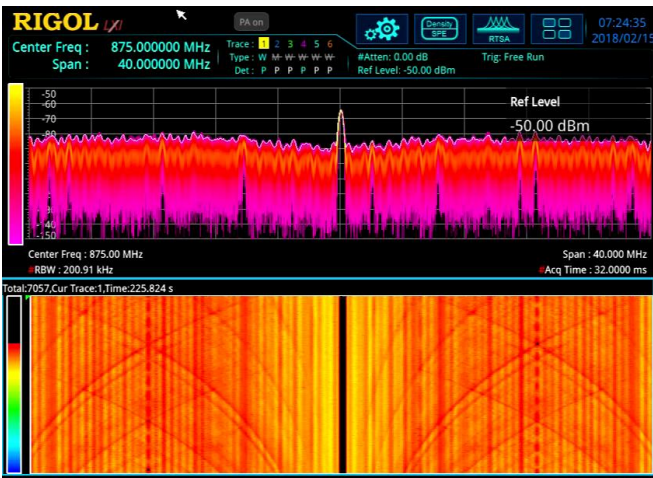 RIGOL LXI
PA on
Density
SPE
RTSA
07:24:35
2018/02/15
Center Freq : 875.000000 MHz
Span : 40.000000 MHz
Trace : 1 2 3 4 5 6
Type : W W W W W W
Det : P P P P P P
#Atten: 0.00 dB
Ref Level: -50.00 dBm
Trig: Free Run
-50
-60
-70
-80
Ref Level
-50.00 dBm
-150
Center Freq : 875.00 MHz
Span : 40.000 MHz
#RBW : 200.91 kHz
#Acq Time : 32.0000 ms
Total:7057,Cur Trace:1,Time:225.824 s